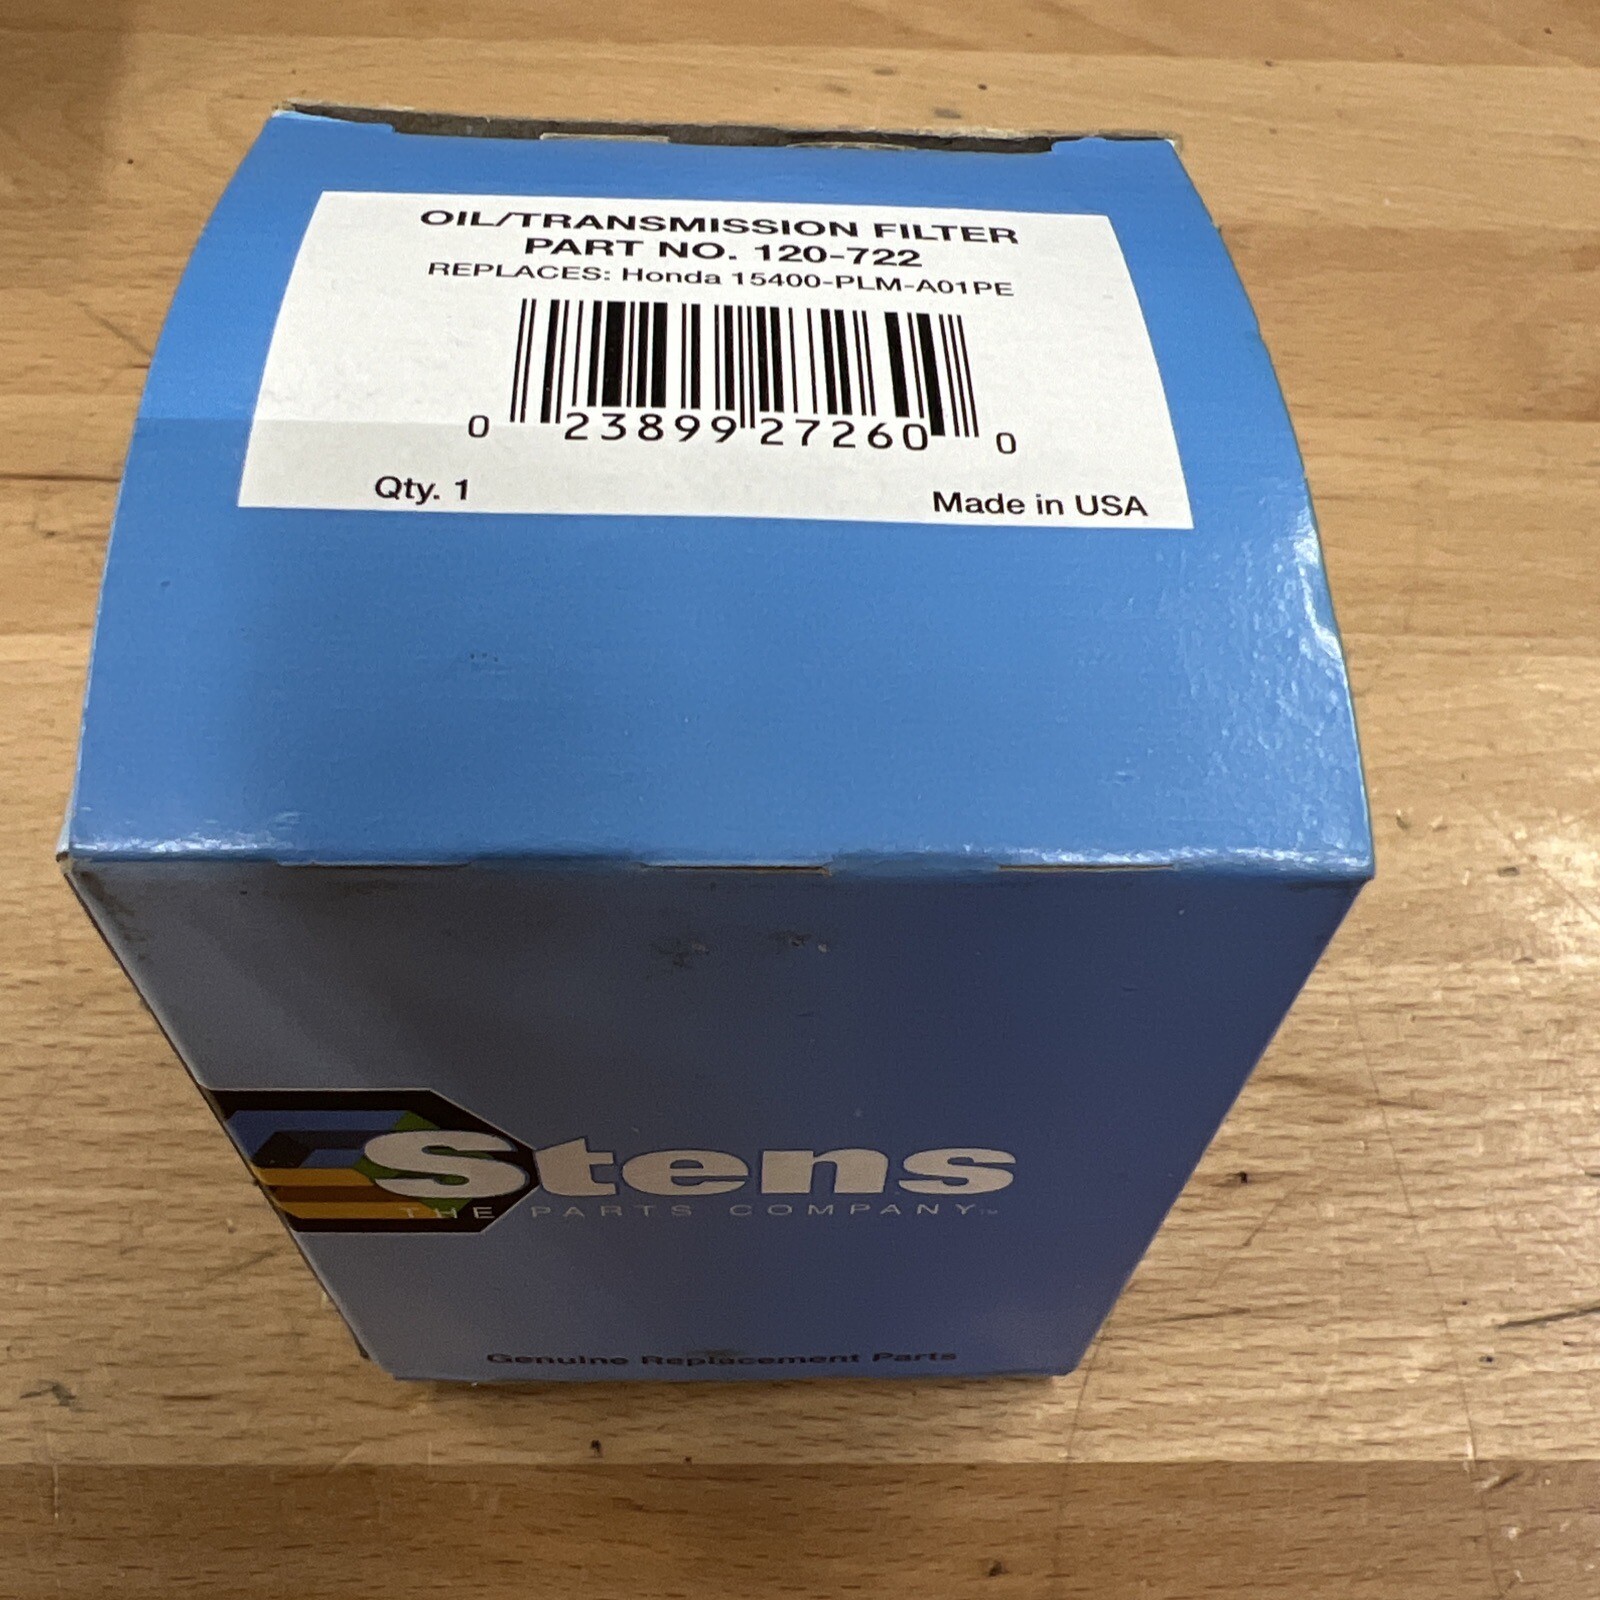 OIL/TRANSMISSION FILTER
PART NO. 120-722
REPLACES: Honda 15400-PLM-A01PE
0 23899 27260 0
Qty. 1
Made in USA
Stens
THE PARTS COMPANY™
Genuine Replacement Parts